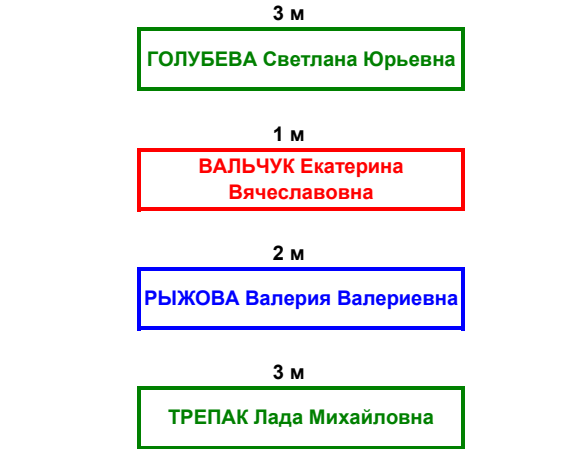 3 м
ГОЛУБЕВА Светлана Юрьевна
1 м
ВАЛЬЧУК Екатерина
Вячеславовна
2 м
РЫЖОВА Валерия Валериевна
3 м
ТРЕПАК Лада Михайловна